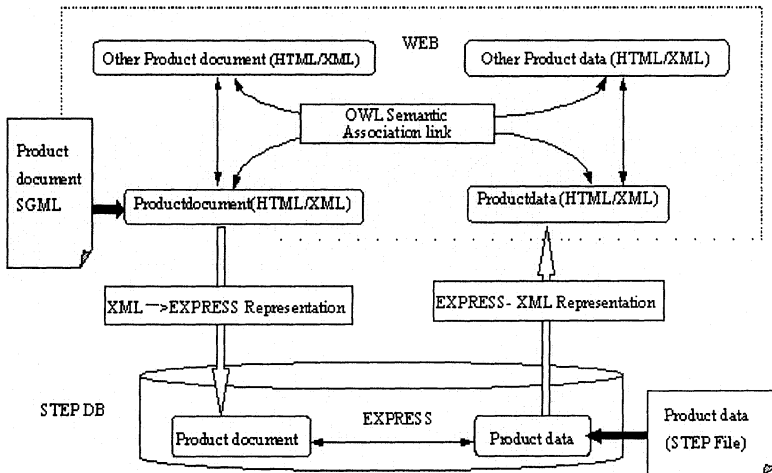 WEB
Other Product document (HTML/XML)
Other Product data (HTML/XML)
OWL Semantic
Association link
Product
document
SGML
Productdocument(HTML/XML)
Productdata (HTML/XML)
XML —>EXPRESS Representation
EXPRESS- XML Representation
STEP DB
EXPRESS
Product document
Product data
Product data
(STEP File)